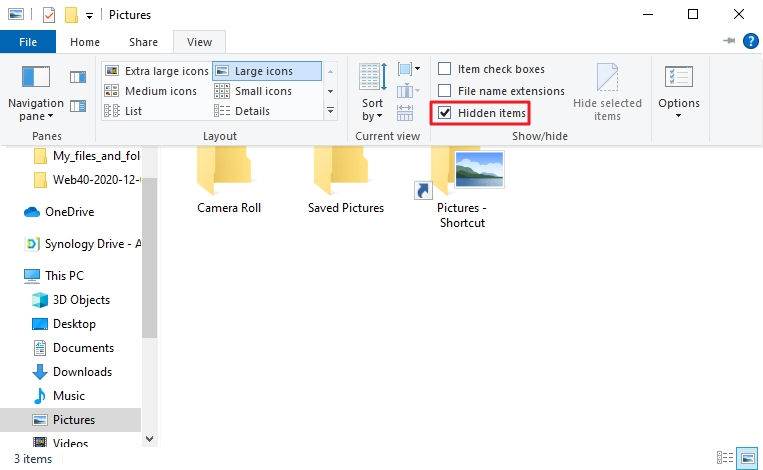 Pictures
File Home Share View
Navigation
pane
Extra large icons Large icons
Medium icons Small icons
List Details
Layout
Sort
by
Current view
Item check boxes
File name extensions
Hidden items
Hide selected
items
Show/hide
Options
My_files_and_fol
Web40-2020-12-
OneDrive
Synology Drive - A
This PC
3D Objects
Desktop
Documents
Downloads
Music
Pictures
Videos
Camera Roll
Saved Pictures
Pictures -
Shortcut
3 items